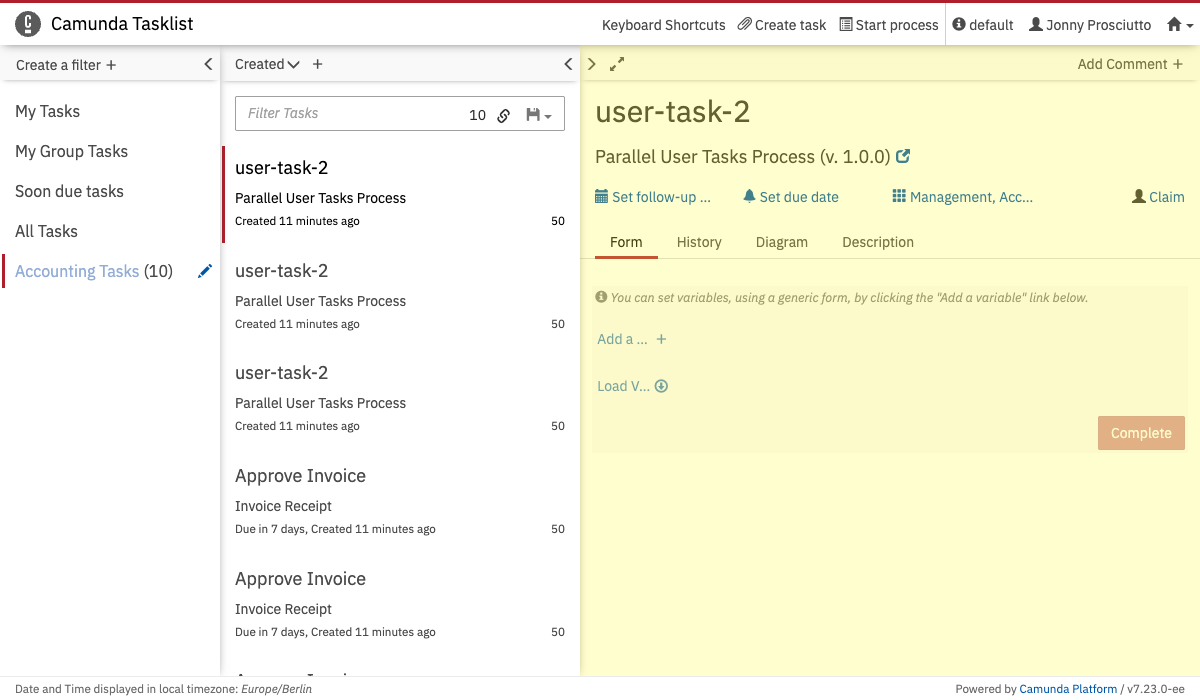 Camunda Tasklist
Keyboard Shortcuts Create task Start process default Jonny Prosciutto
Create a filter +
My Tasks
My Group Tasks
Soon due tasks
All Tasks
Accounting Tasks (10)
Created +
Filter Tasks 10
user-task-2
Parallel User Tasks Process
Created 11 minutes ago 50
user-task-2
Parallel User Tasks Process
Created 11 minutes ago 50
user-task-2
Parallel User Tasks Process
Created 11 minutes ago 50
Approve Invoice
Invoice Receipt
Due in 7 days, Created 11 minutes ago 50
Approve Invoice
Invoice Receipt
Due in 7 days, Created 11 minutes ago 50
Add Comment +
user-task-2
Parallel User Tasks Process (v. 1.0.0)
Set follow-up ... Set due date Management, Acc... Claim
Form History Diagram Description
You can set variables, using a generic form, by clicking the "Add a variable" link below.
Add a ... +
Load V...
Complete
Date and Time displayed in local timezone: Europe/Berlin
Powered by Camunda Platform / v7.23.0-ee